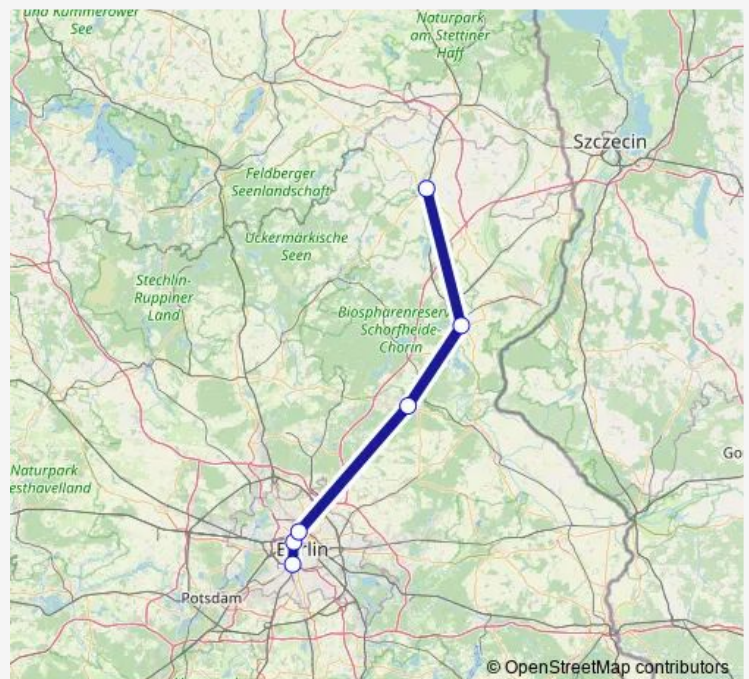 und Kummerower
See
Naturpark
am Stettiner
Haff
Szczecin
Feldberger
Seenlandschaft
Uckermärkische
Seen
Stechlin-
Ruppiner
Land
Biosphärenreserv
Schorfheide-
Chorin
Naturpark
esthavelland
Go
Berlin
Potsdam
© OpenStreetMap contributors